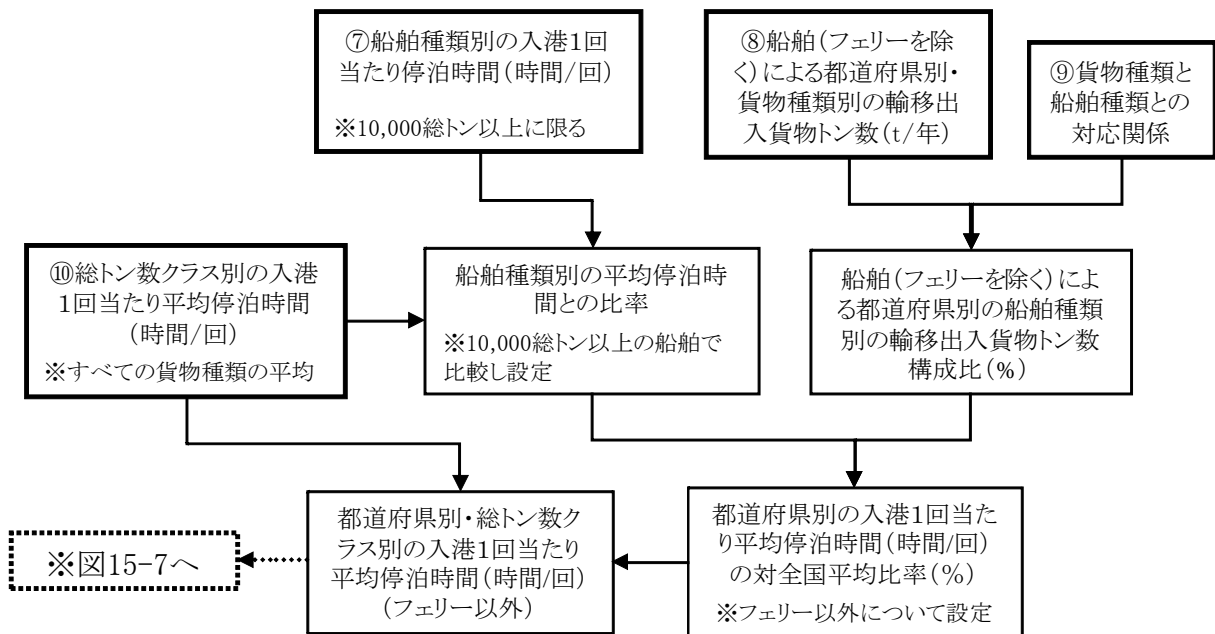 ⑦船舶種類別の入港1回
当たり停泊時間(時間/回)
※10,000総トン以上に限る
⑧船舶(フェリーを除
く)による都道府県別・
貨物種類別の輸移出
入貨物トン数(t/年)
⑨貨物種類と
船舶種類との
対応関係
⑩総トン数クラス別の入港
1回当たり平均停泊時間
(時間/回)
※すべての貨物種類の平均
船舶種類別の平均停泊時
間との比率
※10,000総トン以上の船舶で
比較し設定
船舶(フェリーを除く)によ
る都道府県別の船舶種類
別の輸移出入貨物トン数
構成比(%)
※図15-7へ
都道府県別・総トン数ク
ラス別の入港1回当たり
平均停泊時間(時間/回)
(フェリー以外)
都道府県別の入港1回当た
り平均停泊時間(時間/回)
の対全国平均比率(%)
※フェリー以外について設定